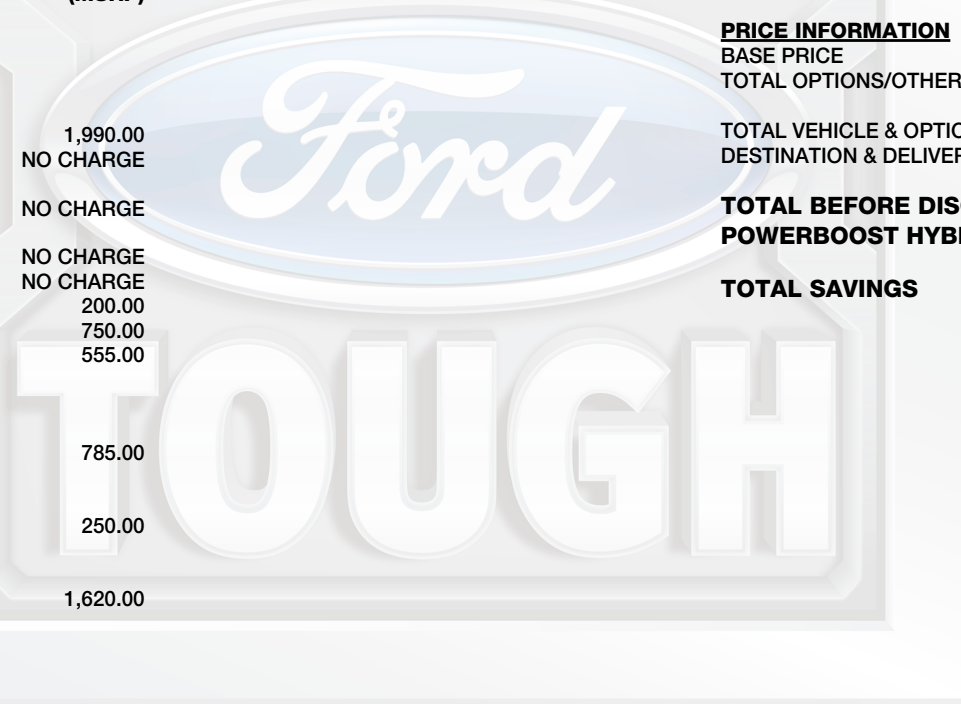 (MSRP)
1,990.00
NO CHARGE
NO CHARGE
NO CHARGE
NO CHARGE
200.00
750.00
555.00
785.00
250.00
1,620.00
Ford
TOUGH
PRICE INFORMATION
BASE PRICE
TOTAL OPTIONS/OTHER
TOTAL VEHICLE & OPTIO
DESTINATION & DELIVER
TOTAL BEFORE DIS
POWERBOOST HYB
TOTAL SAVINGS